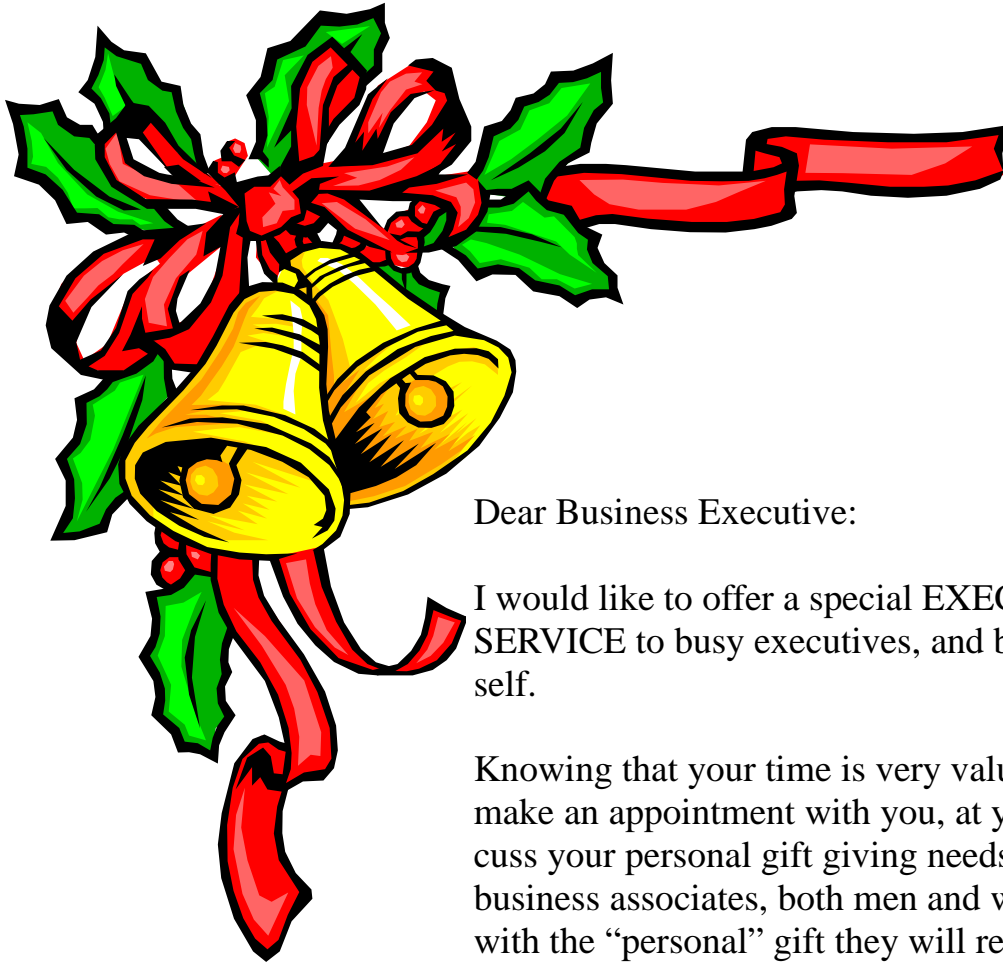 Dear Business Executive:
I would like to offer a special
SERVICE to busy executives, and
self.
Knowing that your time is very
make an appointment with you, at
cuss your personal gift giving needs
business associates, both men and
with the “personal” gift they will